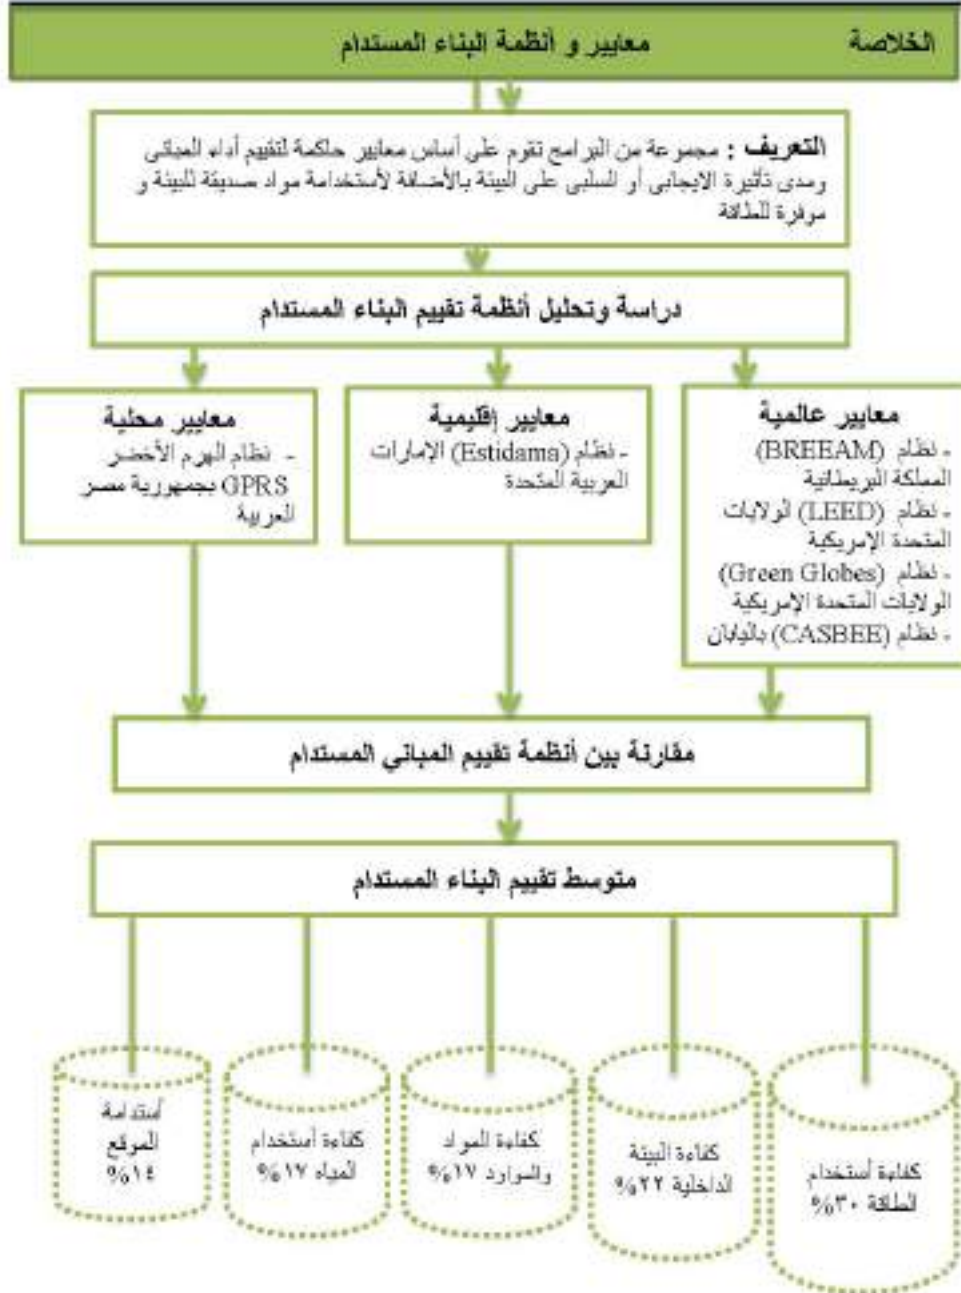 الخلاصة معايير و أنظمة البناء المستدام
التعريف : مجموعة من البرامج تقوم على أساس معايير حاكمة لتقييم أداء المبانى
ومدى تأثيرة الايجابى أو السلبى على البيئة بالأضافة لأستخدامة مواد صديقة للبيئة و
موفرة للطاقة
دراسة وتحليل أنظمة تقييم البناء المستدام
معايير عالمية
- نظام (BREEAM)
المملكة البريطانية
- نظام (LEED) الولايات
المتحدة الإمريكية
- نظام (Green Globes)
الولايات المتحدة الإمريكية
- نظام (CASBEE) باليابان
معايير إقليمية
- نظام (Estidama) الإمارات
العربية المتحدة
معايير محلية
- نظام الهرم الأخضر
GPRS بجمهورية مصر
العربية
مقارنة بين أنظمة تقييم المباني المستدام
متوسط تقييم البناء المستدام
كفاءة أستخدام
الطاقة ٣٠%
كفاءة البيئة
الداخلية ٢٢%
كفاءة المواد
والموارد ١٧%
كفاءة أستخدام
المياه ١٧%
أستدامة
الموقع
١٤%